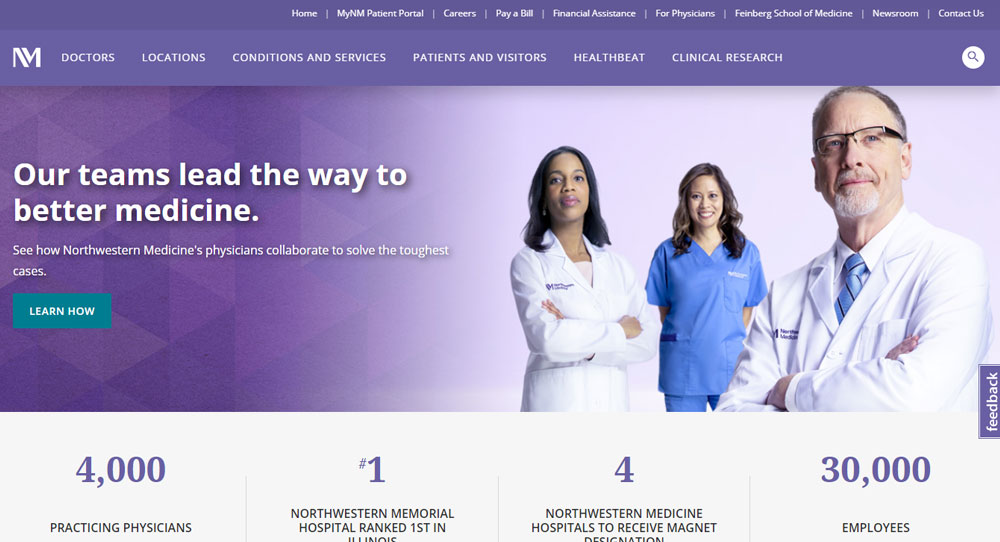 Home | MyNM Patient Portal | Careers | Pay a Bill | Financial Assistance | For Physicians | Feinberg School of Medicine | Newsroom | Contact Us
NM DOCTORS LOCATIONS CONDITIONS AND SERVICES PATIENTS AND VISITORS HEALTHBEAT CLINICAL RESEARCH
Our teams lead the way to
better medicine.
See how Northwestern Medicine's physicians collaborate to solve the toughest
cases.
LEARN HOW
feedback
4,000
PRACTICING PHYSICIANS
#1
NORTHWESTERN MEMORIAL
HOSPITAL RANKED 1ST IN
ILLINOIS
4
NORTHWESTERN MEDICINE
HOSPITALS TO RECEIVE MAGNET
DESIGNATION
30,000
EMPLOYEES